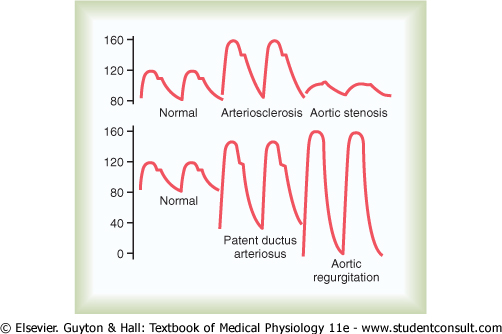 160
120
80
Normal Arteriosclerosis Aortic stenosis
160
120
80
40
0
Normal
Patent ductus
arteriosus
Aortic
regurgitation
© Elsevier. Guyton & Hall: Textbook of Medical Physiology 11e - www.studentconsult.com